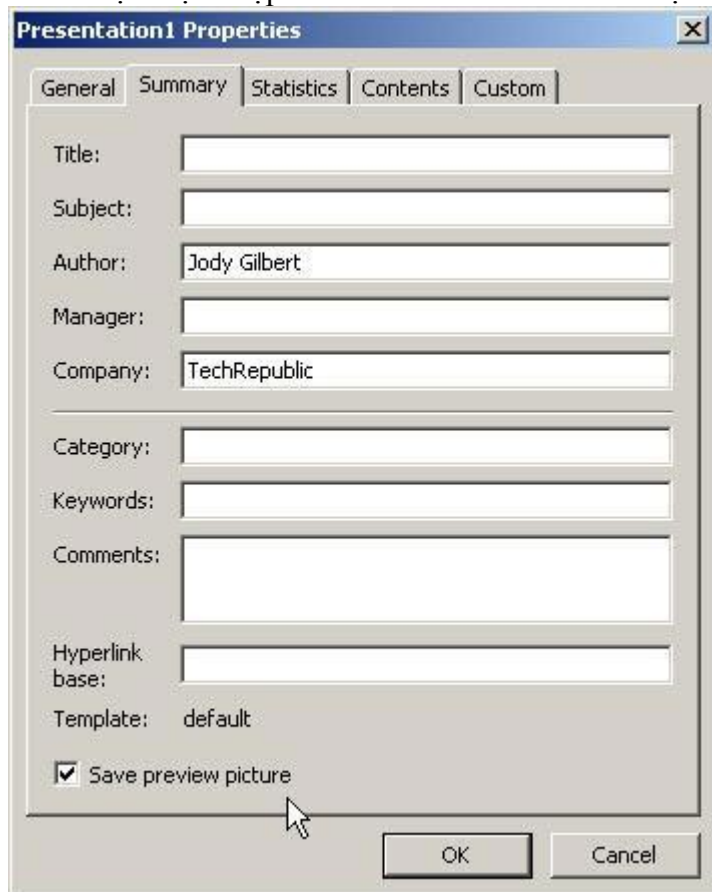 Presentation1 Properties
General Summary Statistics Contents Custom
Title:
Subject:
Author: Jody Gilbert
Manager:
Company: TechRepublic
Category:
Keywords:
Comments:
Hyperlink
base:
Template: default
Save preview picture
OK Cancel